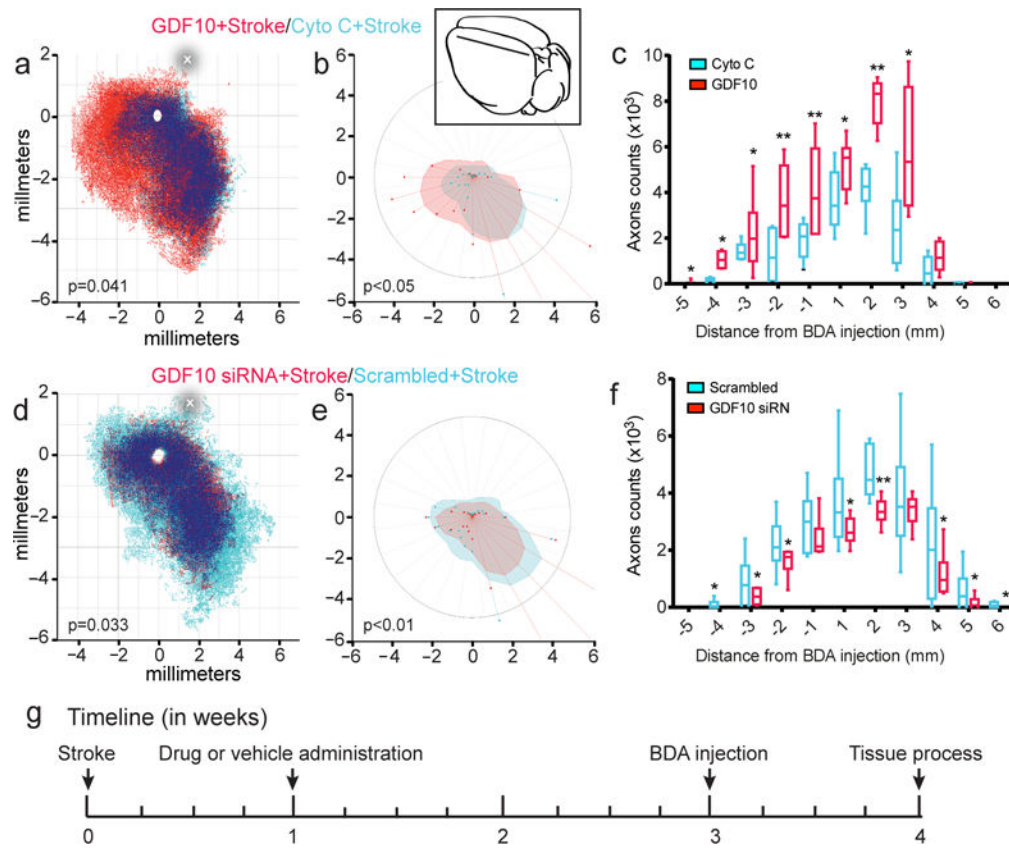 GDF10+Stroke/Cyto C+Stroke
a
millmeters
2
0
−2
−4
−6
−4 −2 0 2 4 6
millimeters
p=0.041
×
b
6
4
2
0
−2
−4
−6
−6 −4 −2 0 2 4 6
p<0.05
c
Cyto C
GDF10
Axons counts (x10³)
10
8
6
4
2
0
* * * ** ** * ** *
-5 -4 -3 -2 -1 1 2 3 4 5 6
Distance from BDA injection (mm)
GDF10 siRNA+Stroke/Scrambled+Stroke
d
millimeters
2
0
−2
−4
−6
−4 −2 0 2 4 6
millimeters
p=0.033
×
e
6
4
2
0
−2
−4
−6
−6 −4 −2 0 2 4 6
p<0.01
f
Scrambled
GDF10 siRN
Axons counts (x10³)
8
6
4
2
0
* * * * ** * * *
-5 -4 -3 -2 -1 1 2 3 4 5 6
Distance from BDA injection (mm)
g Timeline (in weeks)
Stroke Drug or vehicle administration BDA injection Tissue process
0 1 2 3 4